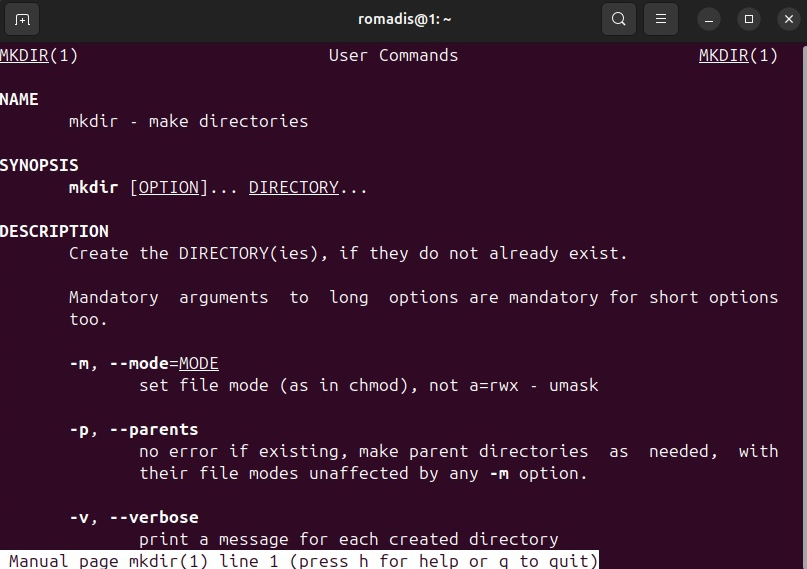 romadis@1: ~
MKDIR(1) User Commands MKDIR(1)
NAME
mkdir - make directories
SYNOPSIS
mkdir [OPTION]... DIRECTORY...
DESCRIPTION
Create the DIRECTORY(ies), if they do not already exist.
Mandatory arguments to long options are mandatory for short options
too.
-m, --mode=MODE
set file mode (as in chmod), not a=rwx - umask
-p, --parents
no error if existing, make parent directories as needed, with
their file modes unaffected by any -m option.
-v, --verbose
print a message for each created directory
Manual page mkdir(1) line 1 (press h for help or q to quit)